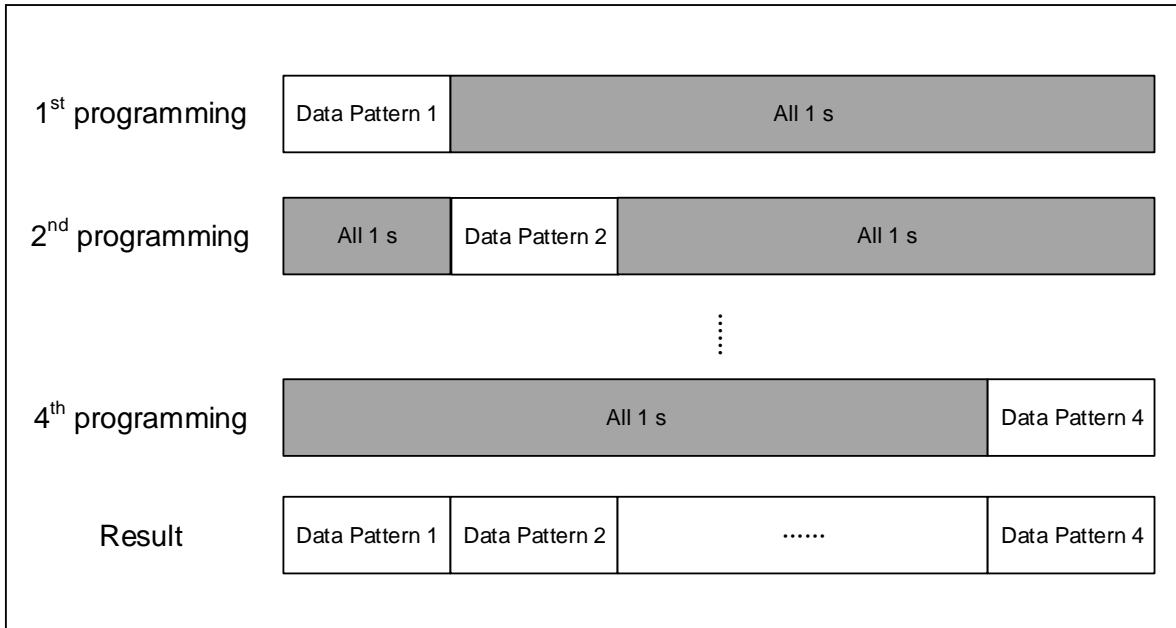 1st programming Data Pattern 1 All 1 s
2nd programming All 1 s Data Pattern 2 All 1 s
⋮
4th programming All 1 s Data Pattern 4
Result Data Pattern 1 Data Pattern 2 ...... Data Pattern 4